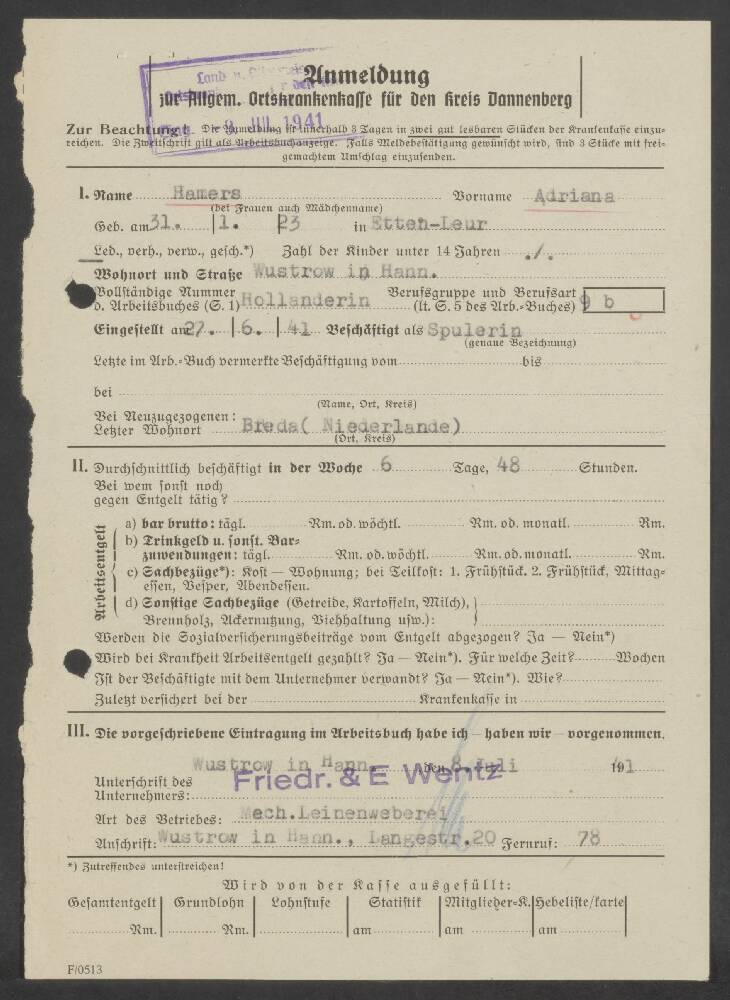 Anmeldung
zur Allgem. Ortskrankenkasse für den Kreis Dannenberg
Land
- 9. JUL 1941
Zur Beachtung! Die Anmeldung ist innerhalb 3 Tagen in zwei gut lesbaren Stücken der Krankenkasse einzu-
reichen. Die Zweitschrift gilt als Arbeitsbuchanzeige. Falls Meldebestätigung gewünscht wird, sind 3 Stücke mit frei-
gemachtem Umschlag einzusenden.
I. Name Hamers Vorname Adriana
(bei Frauen auch Mädchenname)
Geb. am 31. 1. 23 in Etten-Leur
Led., verh., verw., gesch.*) Zahl der Kinder unter 14 Jahren ./.
Wohnort und Straße Wustrow in Hann.
Vollständige Nummer d. Arbeitsbuches (S. 1) Holländerin Berufsgruppe und Berufsart (lt. S. 5 des Arb.-Buches) 9 b
Eingestellt am 27. 6. 41 Beschäftigt als Spulerin
(genaue Bezeichnung)
Letzte im Arb.-Buch vermerkte Beschäftigung vom bis
bei
(Name, Ort, Kreis)
Bei Neuzugezogenen:
Letzter Wohnort Breda( Niederlande)
(Ort, Kreis)
II. Durchschnittlich beschäftigt in der Woche 6 Tage, 48 Stunden.
Bei wem sonst noch
gegen Entgelt tätig?
Arbeitsentgelt
a) bar brutto: tägl. Rm. od. wöchtl. Rm. od. monatl. Rm.
b) Trinkgeld u. sonst. Bar-
zuwendungen: tägl. Rm. od. wöchtl. Rm. od. monatl. Rm.
c) Sachbezüge*): Kost — Wohnung; bei Teilkost: 1. Frühstück. 2. Frühstück, Mittag-
essen, Vesper, Abendessen.
d) Sonstige Sachbezüge (Getreide, Kartoffeln, Milch),
Brennholz, Ackernutzung, Viehhaltung usw.):
Werden die Sozialversicherungsbeiträge vom Entgelt abgezogen? Ja — Nein*)
Wird bei Krankheit Arbeitsentgelt gezahlt? Ja — Nein*). Für welche Zeit? Wochen
Ist der Beschäftigte mit dem Unternehmer verwandt? Ja — Nein*). Wie?
Zuletzt versichert bei der Krankenkasse in
III. Die vorgeschriebene Eintragung im Arbeitsbuch habe ich — haben wir — vorgenommen.
Wustrow in Hann. den 8. Juli 1941
Unterschrift des
Unternehmers: Friedr. & E Wentz
Art des Betriebes: Mech.Leinenweberei
Anschrift: Wustrow in Hann., Langestr.20 Fernruf: 78
*) Zutreffendes unterstreichen!
Wird von der Kasse ausgefüllt:
Gesamtentgelt Grundlohn Lohnstufe Statistik Mitglieder-K. Hebeliste/karte
Rm. Rm. am am am
F/0513